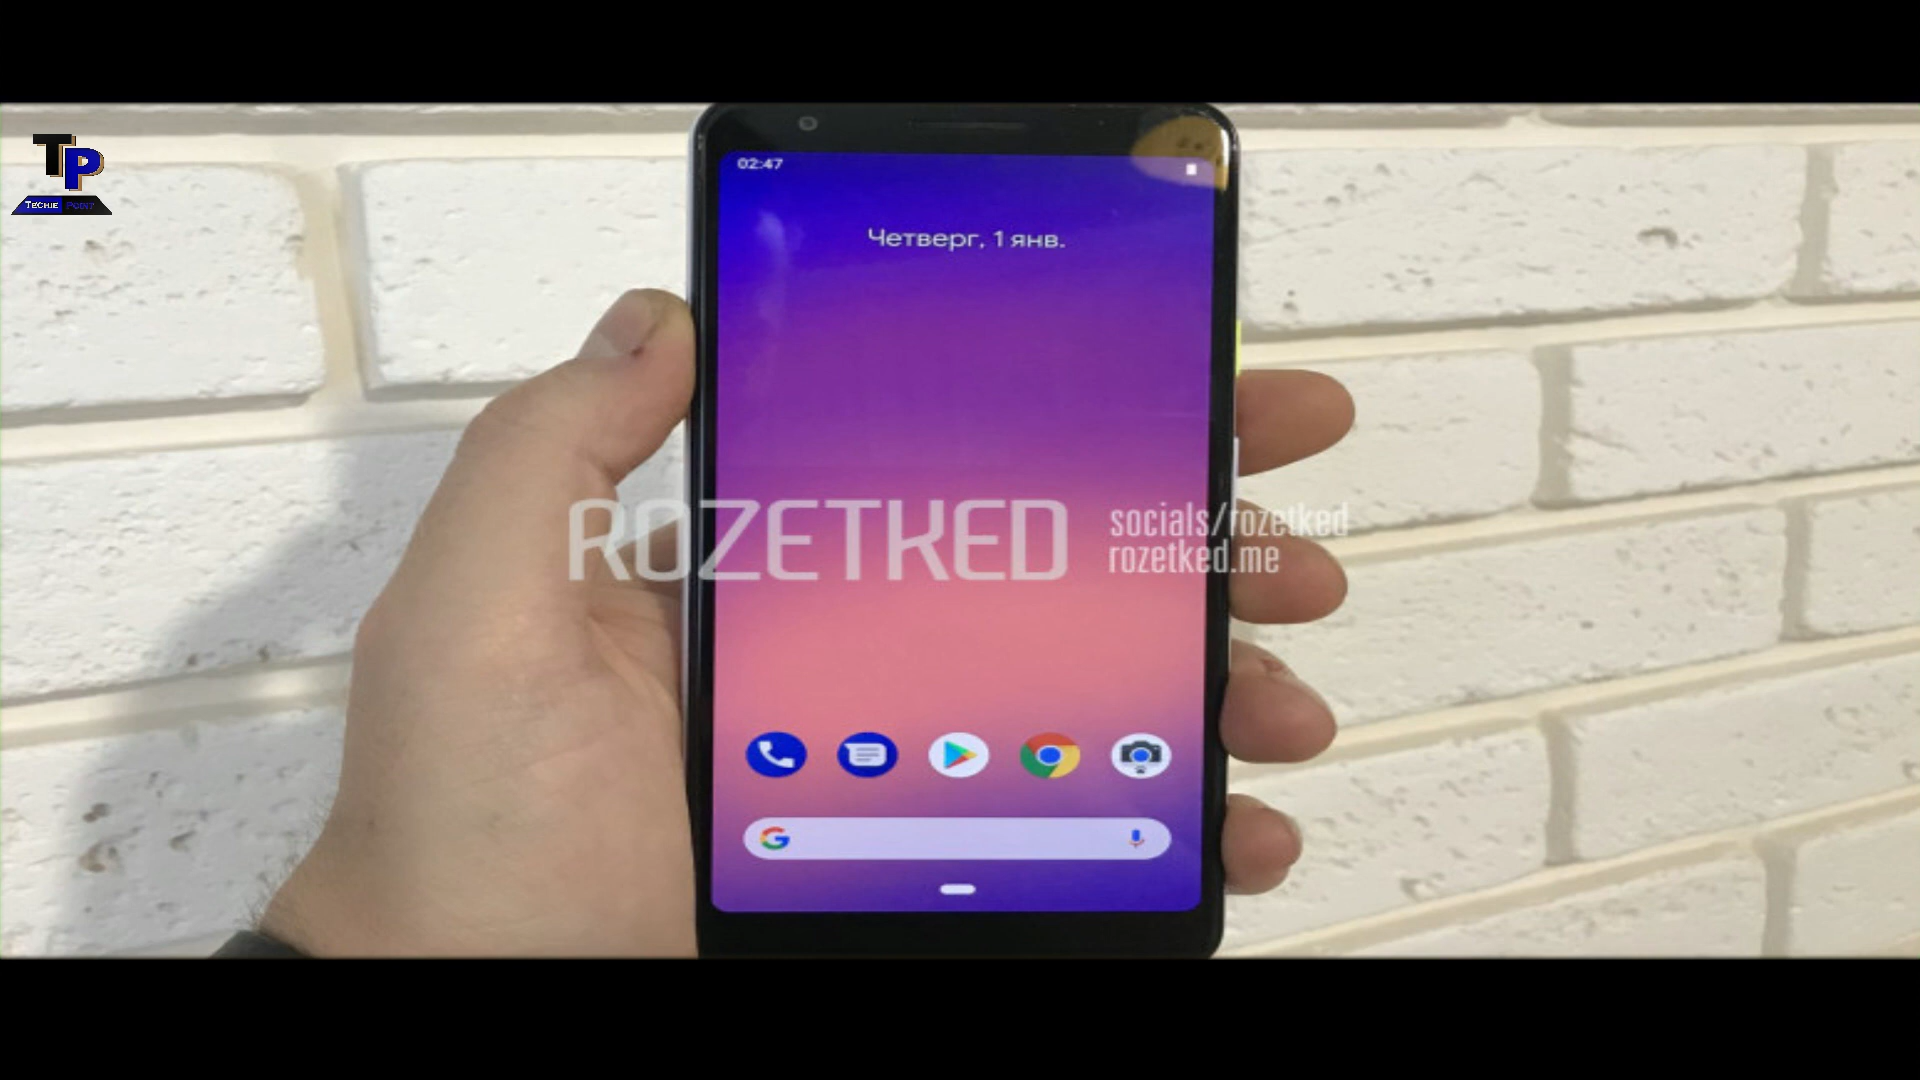 TP
TECHIE POINT
02:47
Четверг, 1 янв.
ROZETKED
socials/rozetked
rozetked.me
G